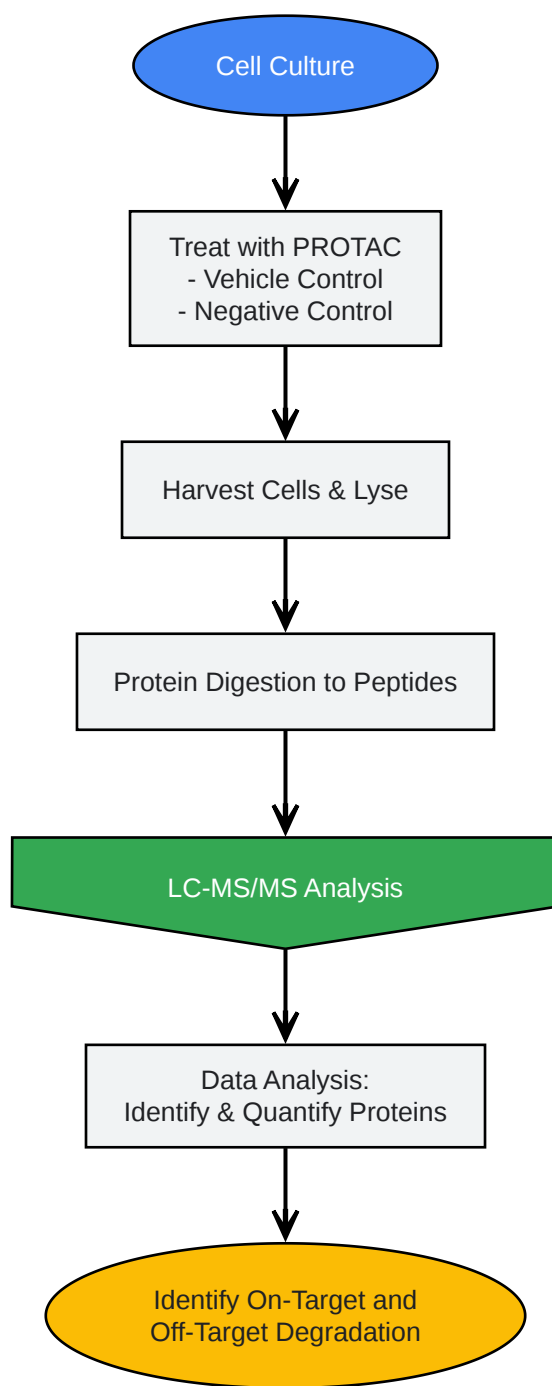 Cell Culture
Treat with PROTAC
- Vehicle Control
- Negative Control
Harvest Cells & Lyse
Protein Digestion to Peptides
LC-MS/MS Analysis
Data Analysis:
Identify & Quantify Proteins
Identify On-Target and
Off-Target Degradation